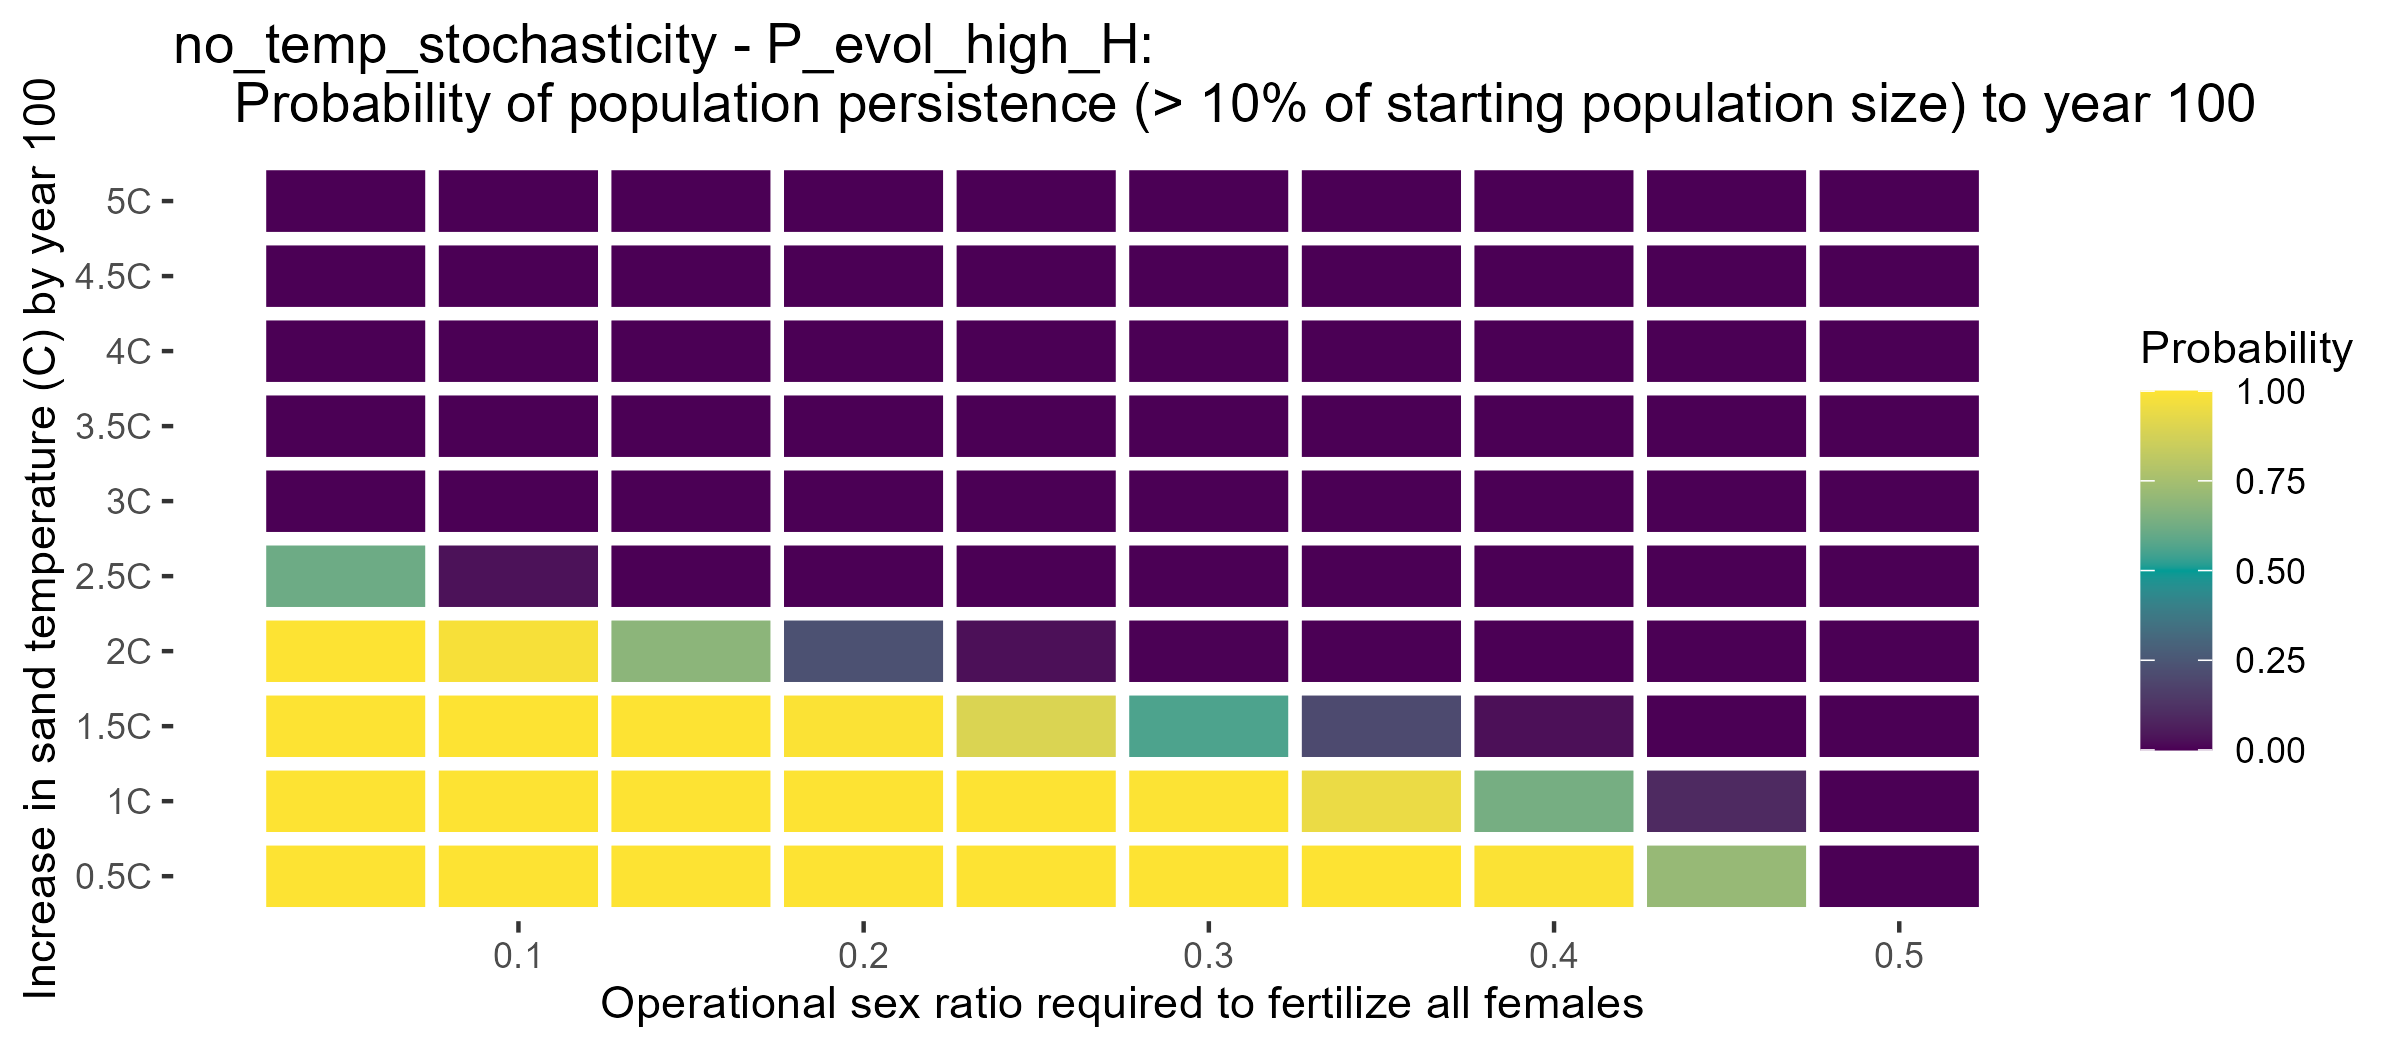 no_temp_stochasticity - P_evol_high_H:
Probability of population persistence (> 10% of starting population size) to year 100
Increase in sand temperature (C) by year 100
5C
4.5C
4C
3.5C
3C
2.5C
2C
1.5C
1C
0.5C
0.1
0.2
0.3
0.4
0.5
Operational sex ratio required to fertilize all females
Probability
1.00
0.75
0.50
0.25
0.00